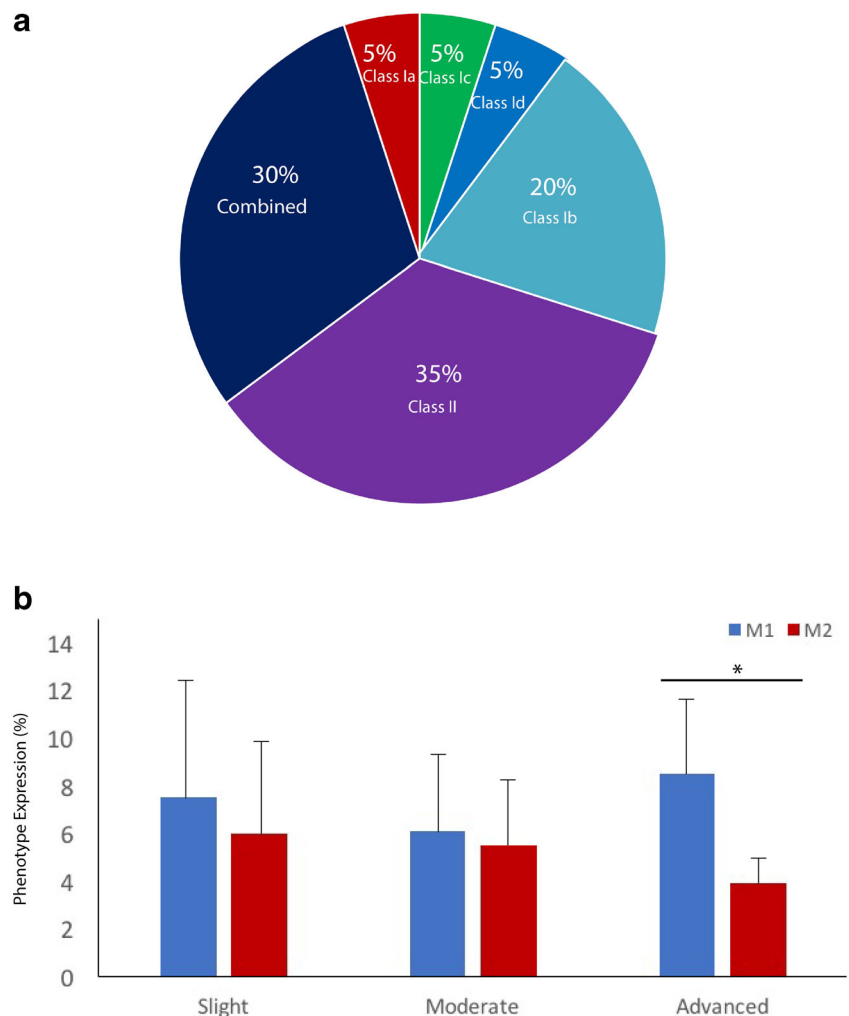 a
5%
Class Ia
5%
Class Ic
5%
Class Id
30%
Combined
20%
Class Ib
35%
Class II
b
M1 M2
*
14
12
10
8
6
4
2
0
Phenotype Expression (%)
Slight Moderate Advanced